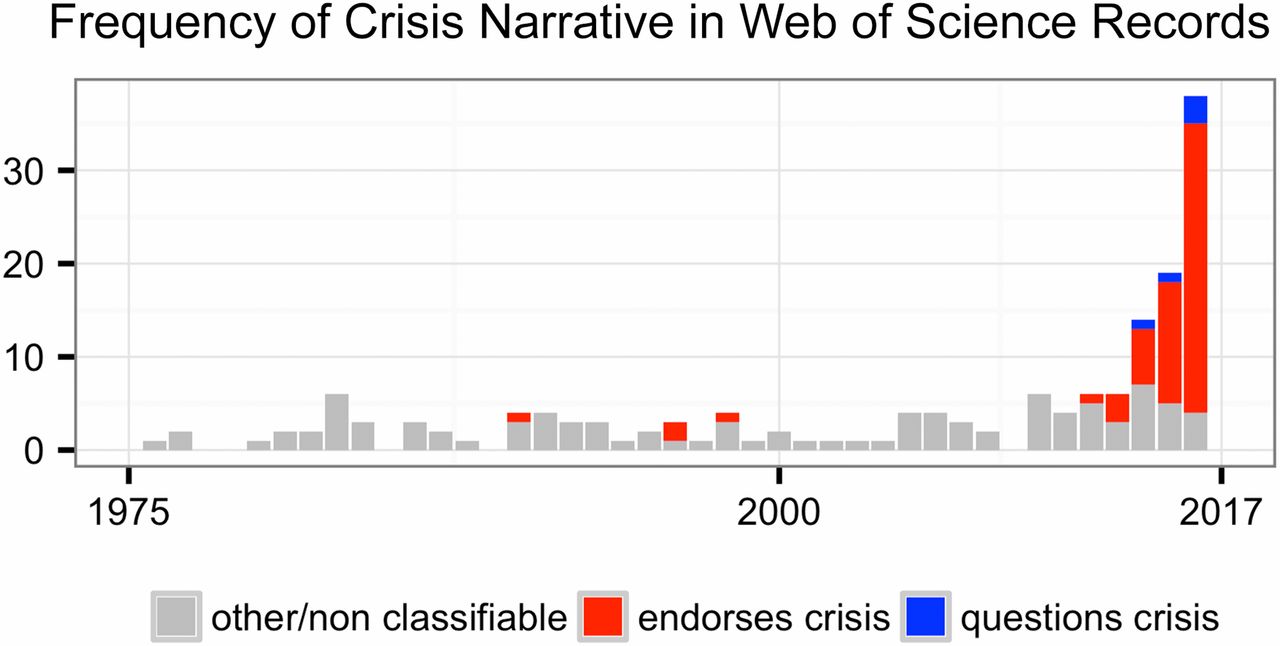 Frequency of Crisis Narrative in Web of Science Records
30
20
10
0
1975 2000 2017
other/non classifiable endorses crisis questions crisis